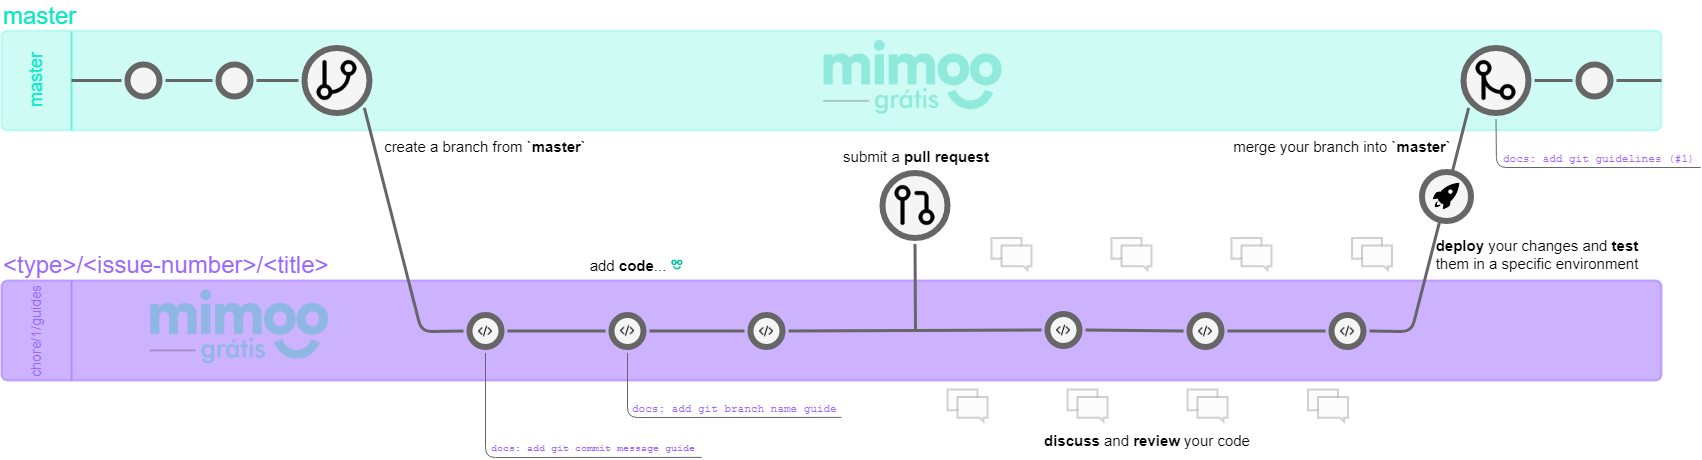 master
master
mimoo
grátis
create a branch from `master`
submit a pull request
merge your branch into `master`
docs: add git guidelines (#1)
<type>/<issue-number>/<title>
add code...
deploy your changes and test
them in a specific environment
chore/1/guides
mimoo
grátis
</>
</>
</>
</>
</>
</>
docs: add git branch name guide
docs: add git commit message guide
discuss and review your code